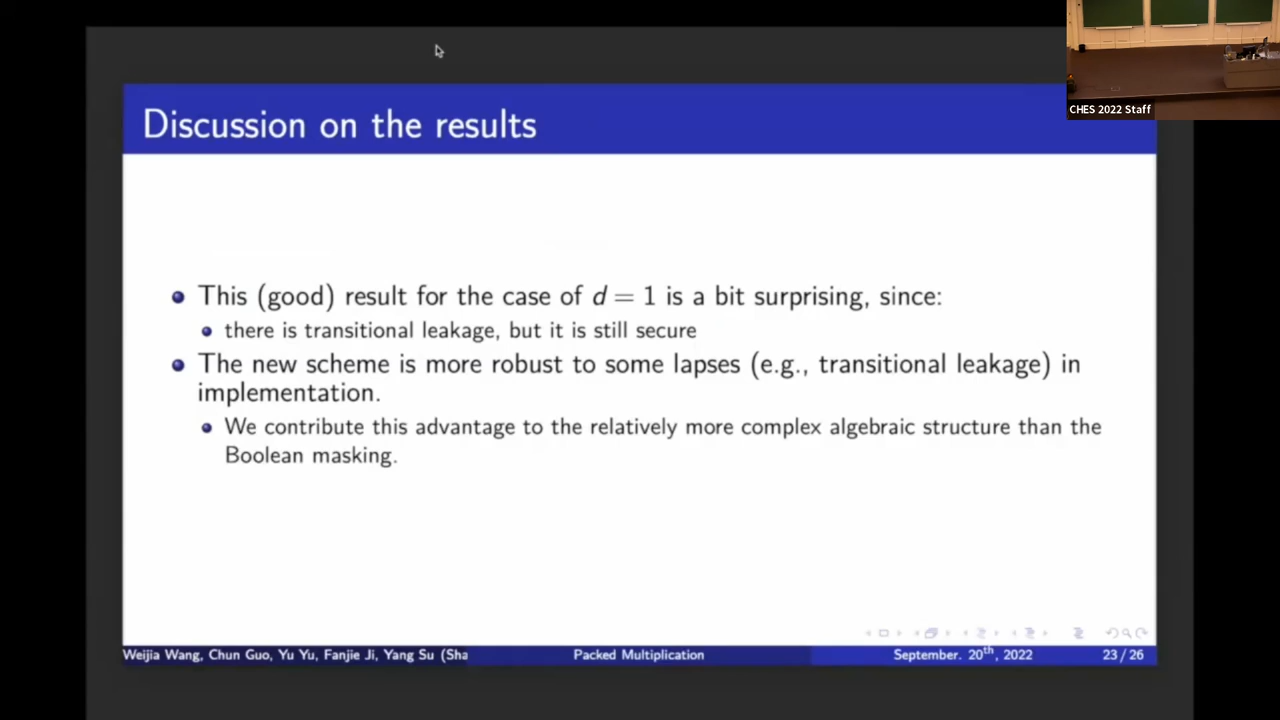 CHES 2022 Staff
Discussion on the results
This (good) result for the case of d = 1 is a bit surprising, since:
there is transitional leakage, but it is still secure
The new scheme is more robust to some lapses (e.g., transitional leakage) in
implementation.
We contribute this advantage to the relatively more complex algebraic structure than the
Boolean masking.
Weijia Wang, Chun Guo, Yu Yu, Fanjie Ji, Yang Su (Sha
Packed Multiplication
September. 20th, 2022
23 / 26